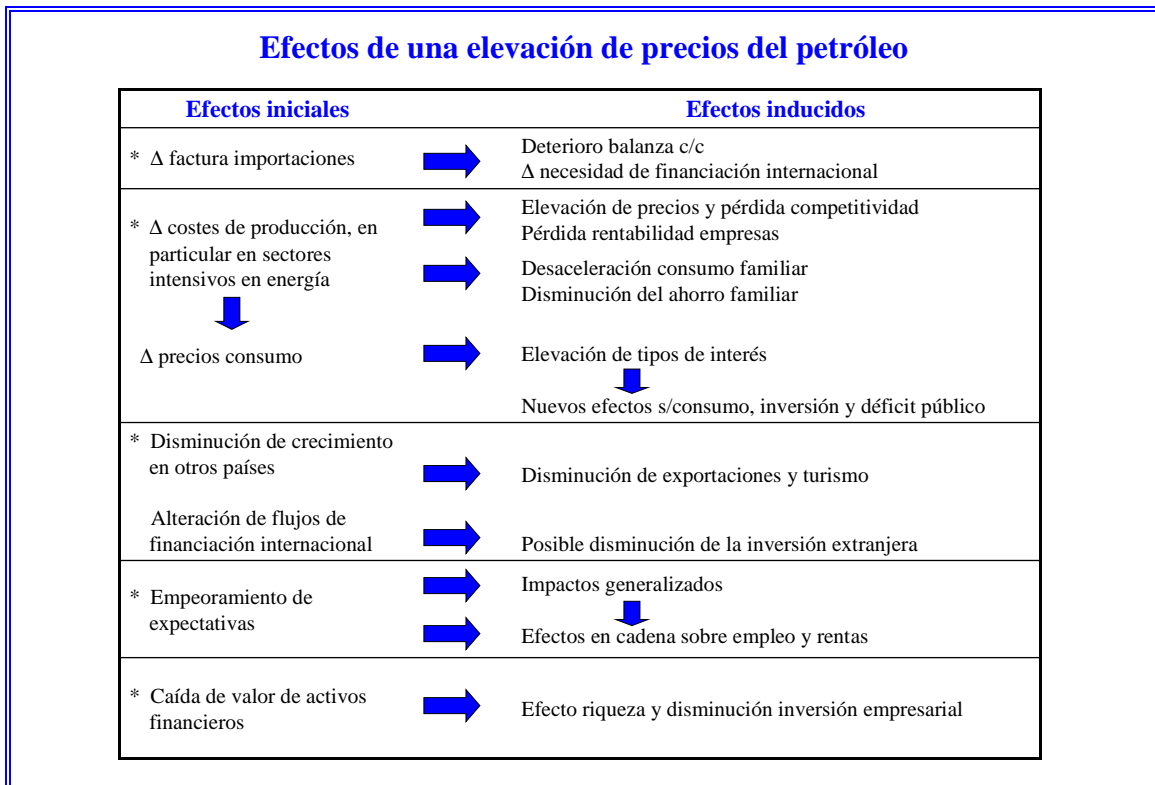 Efectos de una elevación de precios del petróleo
Efectos iniciales
Efectos inducidos
* Δ factura importaciones
Deterioro balanza c/c
Δ necesidad de financiación internacional
* Δ costes de producción, en
particular en sectores
intensivos en energía
Elevación de precios y pérdida competitividad
Pérdida rentabilidad empresas
Desaceleración consumo familiar
Disminución del ahorro familiar
Δ precios consumo
Elevación de tipos de interés
Nuevos efectos s/consumo, inversión y déficit público
* Disminución de crecimiento
en otros países
Disminución de exportaciones y turismo
Alteración de flujos de
financiación internacional
Posible disminución de la inversión extranjera
* Empeoramiento de
expectativas
Impactos generalizados
Efectos en cadena sobre empleo y rentas
* Caída de valor de activos
financieros
Efecto riqueza y disminución inversión empresarial